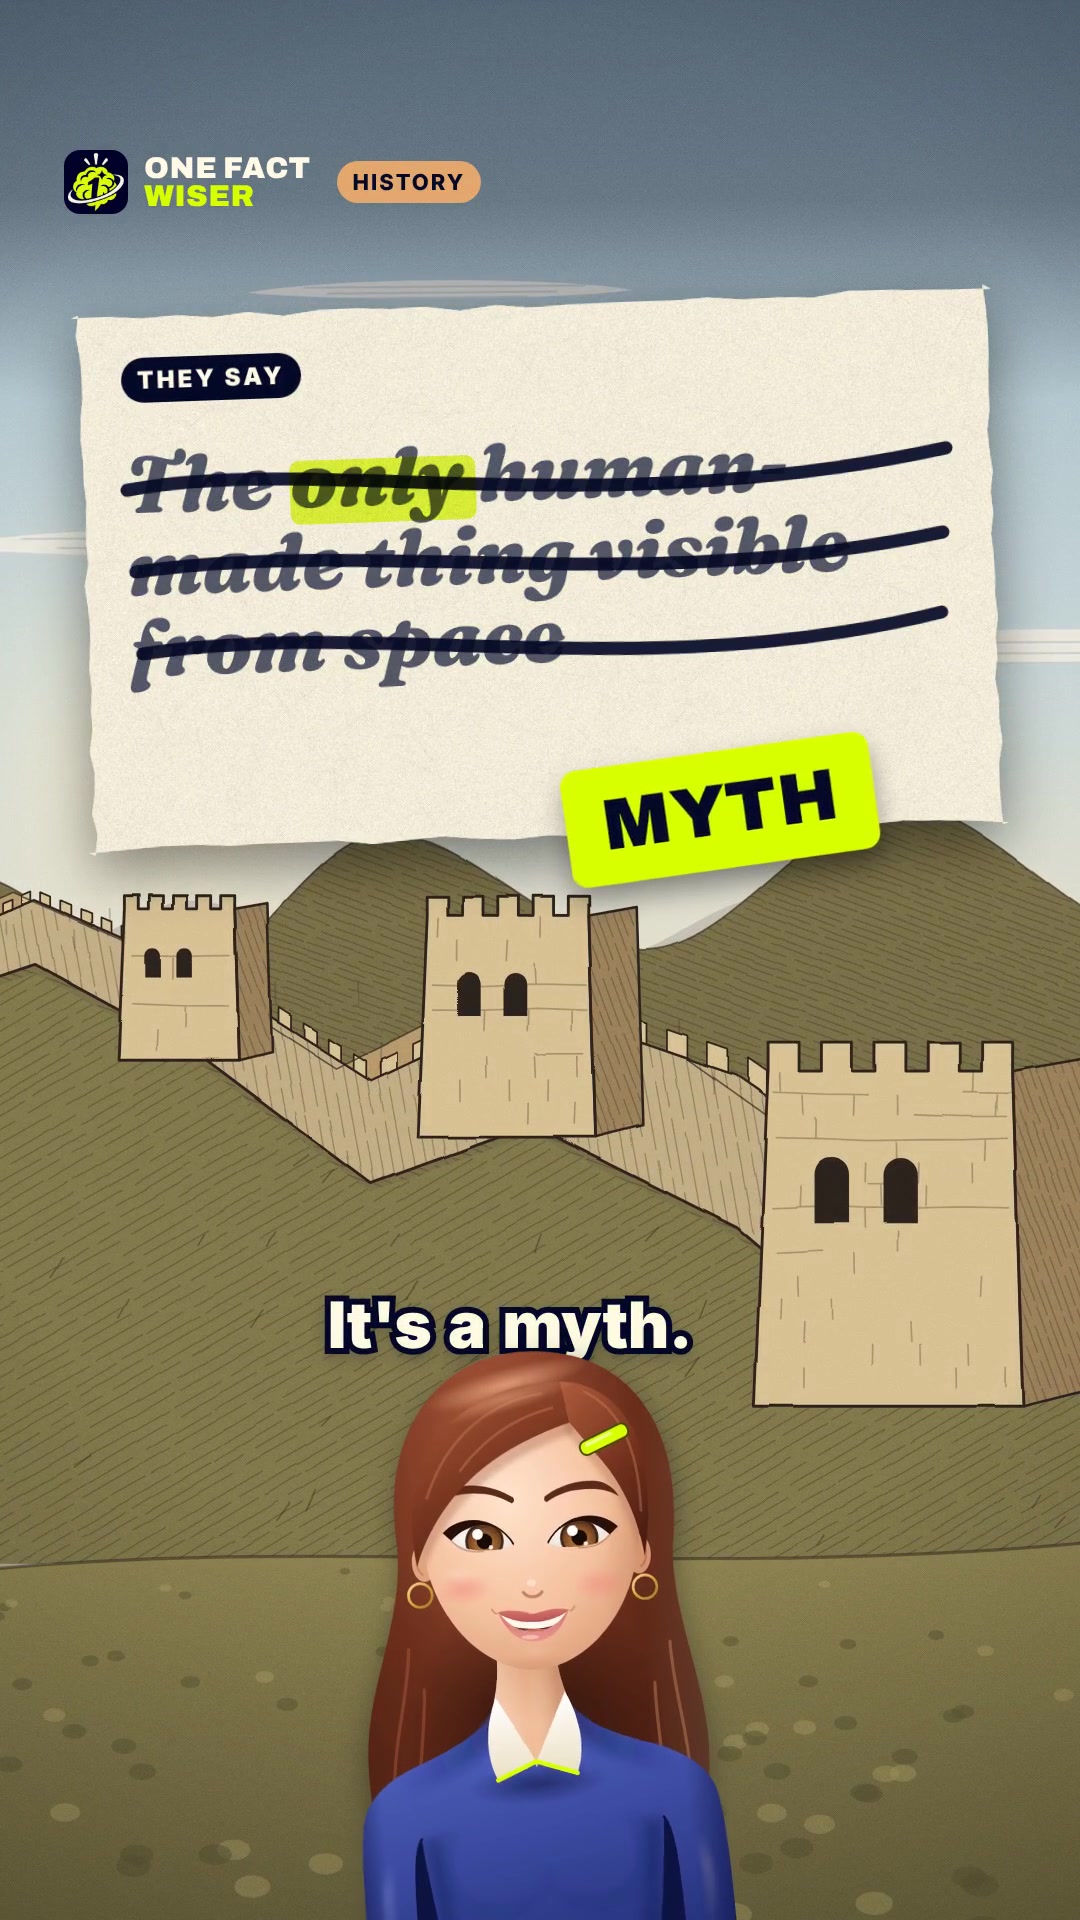 ONE FACT
WISER
HISTORY
THEY SAY
The only human-
made thing visible
from space
MYTH
It's a myth.